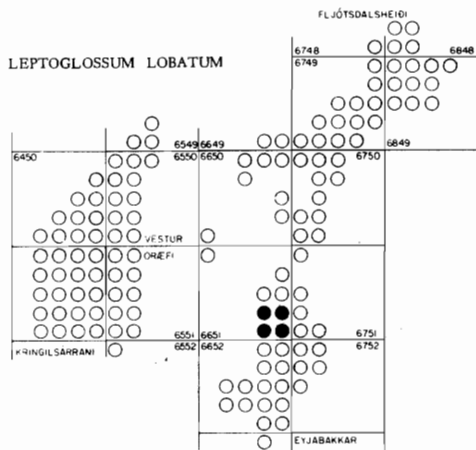 FLJÓTSDALSHEIÐI
LEPTOGLOSSUM LOBATUM
6748 6848
6749
6549 6649 6849
6450 6550 6650 6750
VESTUR
ÖRÆFI
6551 6651 6751
KRINGILSÁRRANI 6552 6652 6752
EYJABAKKAR